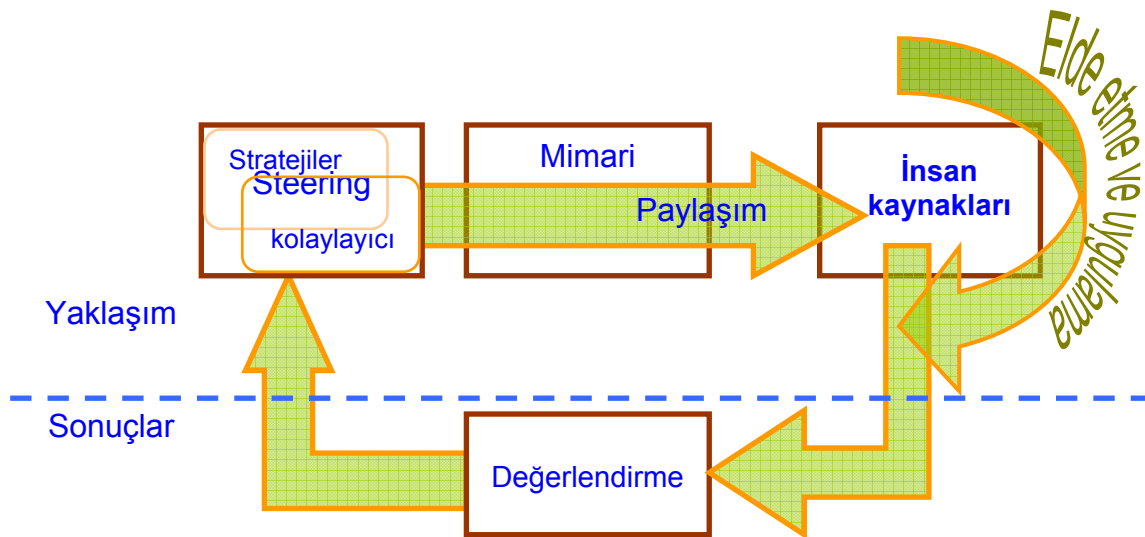 Stratejiler
Steering
kolaylayıcı
Mimari
Paylaşım
İnsan
kaynakları
Elde etme ve uygulama
Yaklaşım
Sonuçlar
Değerlendirme